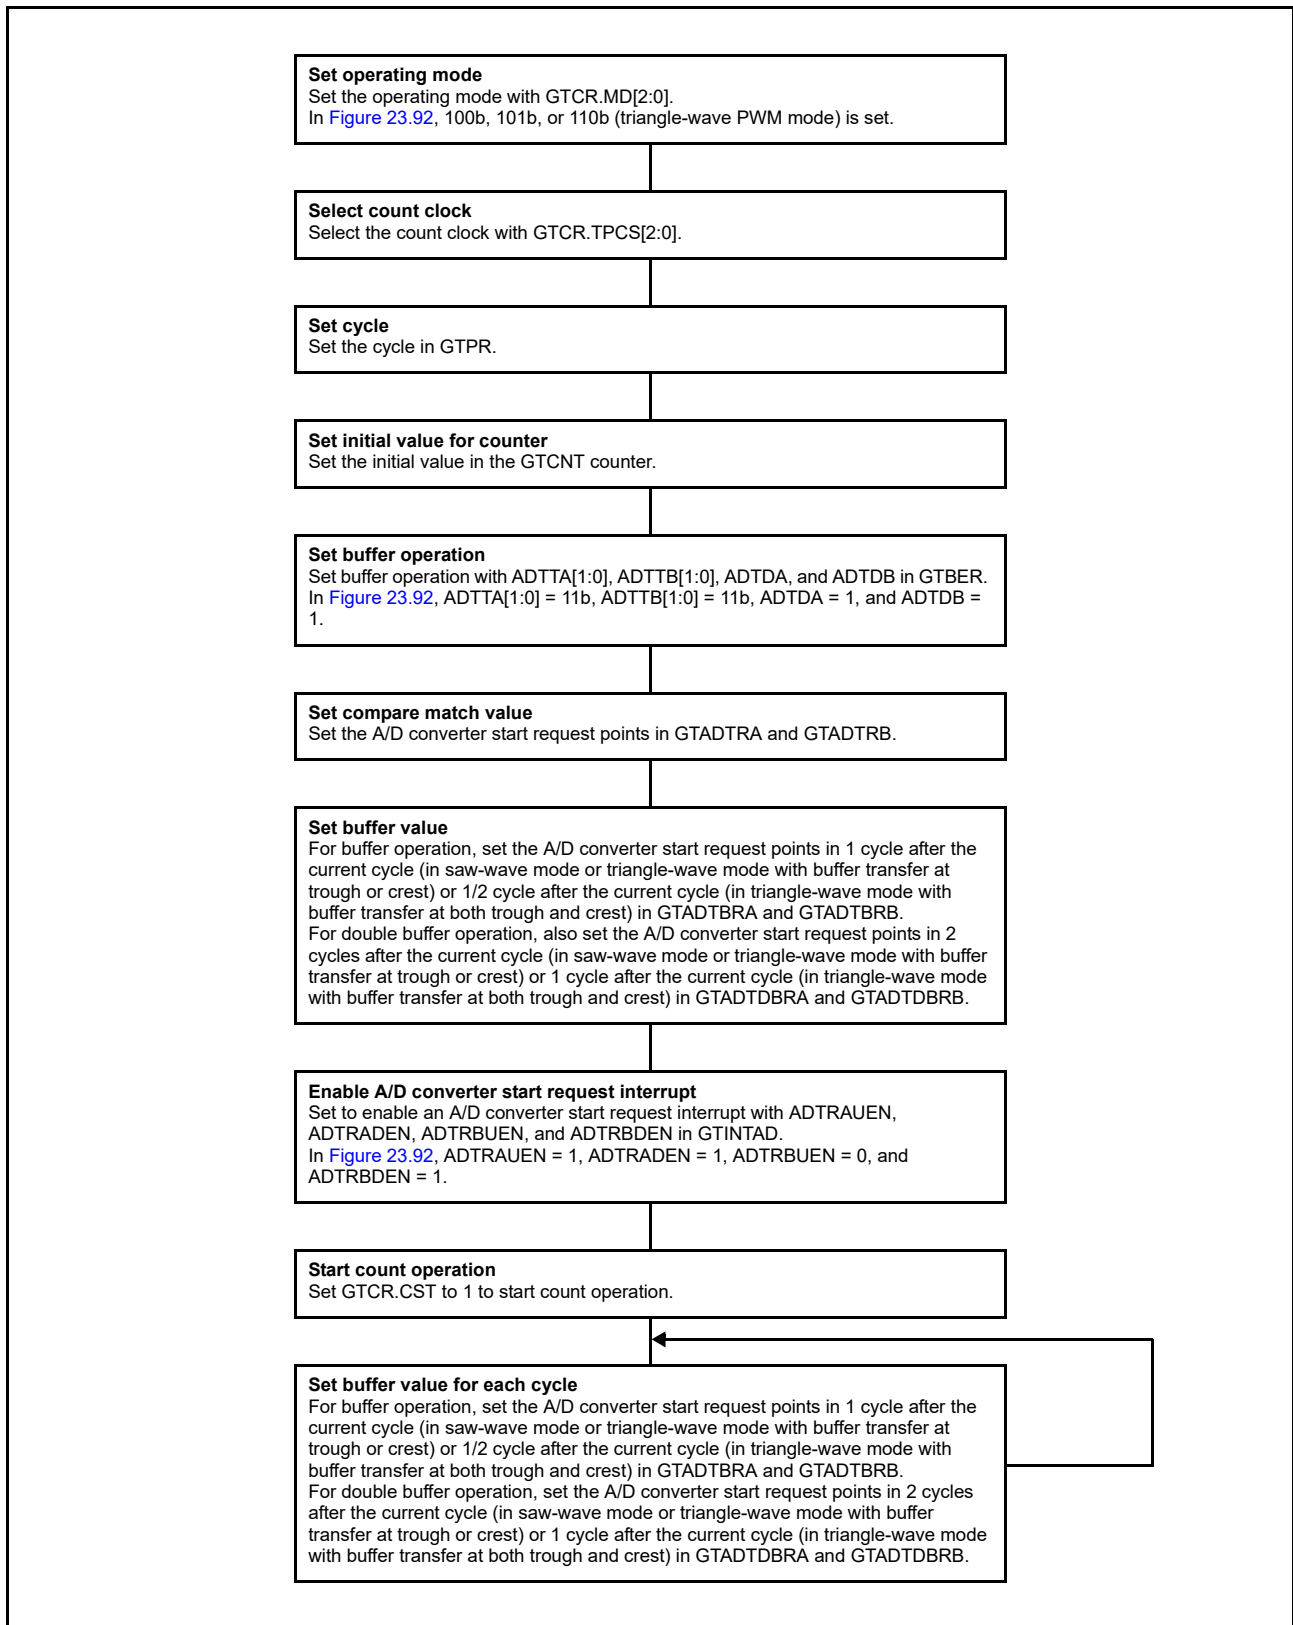 Set operating mode
Set the operating mode with GTCR.MD[2:0].
In Figure 23.92, 100b, 101b, or 110b (triangle-wave PWM mode) is set.
Select count clock
Select the count clock with GTCR.TPCS[2:0].
Set cycle
Set the cycle in GTPR.
Set initial value for counter
Set the initial value in the GTCNT counter.
Set buffer operation
Set buffer operation with ADTTA[1:0], ADTTB[1:0], ADTDA, and ADTDB in GTBER.
In Figure 23.92, ADTTA[1:0] = 11b, ADTTB[1:0] = 11b, ADTDA = 1, and ADTDB =
1.
Set compare match value
Set the A/D converter start request points in GTADTRA and GTADTRB.
Set buffer value
For buffer operation, set the A/D converter start request points in 1 cycle after the
current cycle (in saw-wave mode or triangle-wave mode with buffer transfer at
trough or crest) or 1/2 cycle after the current cycle (in triangle-wave mode with
buffer transfer at both trough and crest) in GTADTBRA and GTADTBRB.
For double buffer operation, also set the A/D converter start request points in 2
cycles after the current cycle (in saw-wave mode or triangle-wave mode with buffer
transfer at trough or crest) or 1 cycle after the current cycle (in triangle-wave mode
with buffer transfer at both trough and crest) in GTADTDBRA and GTADTDBRB.
Enable A/D converter start request interrupt
Set to enable an A/D converter start request interrupt with ADTRAUEN,
ADTRADEN, ADTRBUEN, and ADTRBDEN in GTINTAD.
In Figure 23.92, ADTRAUEN = 1, ADTRADEN = 1, ADTRBUEN = 0, and
ADTRBDEN = 1.
Start count operation
Set GTCR.CST to 1 to start count operation.
Set buffer value for each cycle
For buffer operation, set the A/D converter start request points in 1 cycle after the
current cycle (in saw-wave mode or triangle-wave mode with buffer transfer at
trough or crest) or 1/2 cycle after the current cycle (in triangle-wave mode with
buffer transfer at both trough and crest) in GTADTBRA and GTADTBRB.
For double buffer operation, set the A/D converter start request points in 2 cycles
after the current cycle (in saw-wave mode or triangle-wave mode with buffer
transfer at trough or crest) or 1 cycle after the current cycle (in triangle-wave mode
with buffer transfer at both trough and crest) in GTADTDBRA and GTADTDBRB.